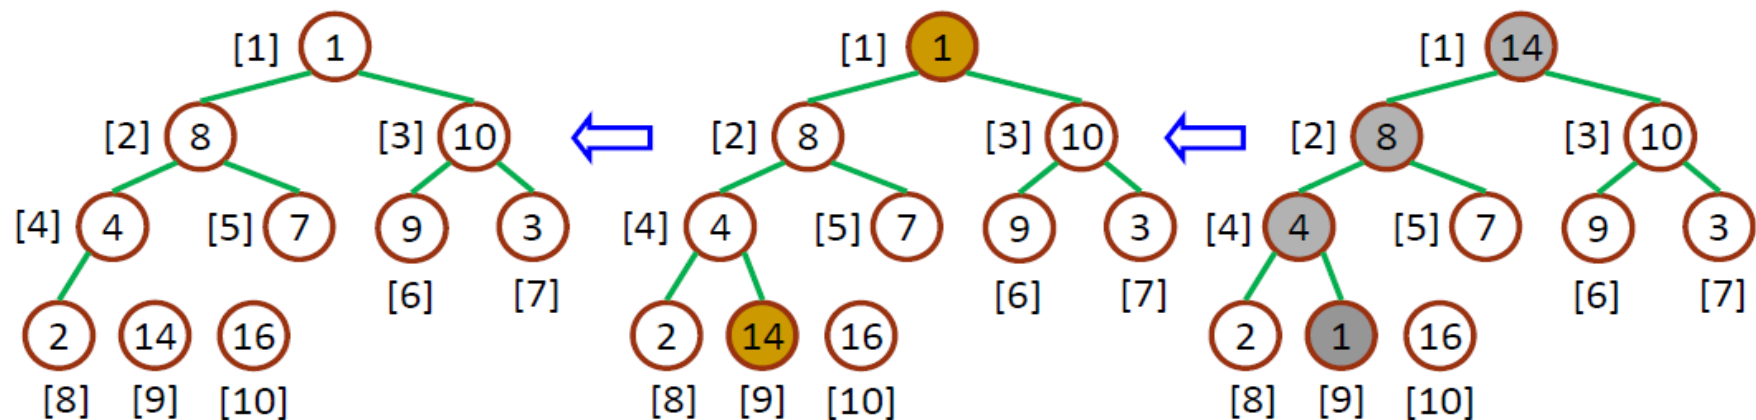 [1] 1 [1] 1 [1] 14
[2] 8 [3] 10 [2] 8 [3] 10 [2] 8 [3] 10
[4] 4 [5] 7 9 3 [4] 4 [5] 7 9 3 [4] 4 [5] 7 9 3
[6] [7] [6] [7] [6] [7]
2 14 16 2 14 16 2 1 16
[8] [9] [10] [8] [9] [10] [8] [9] [10]